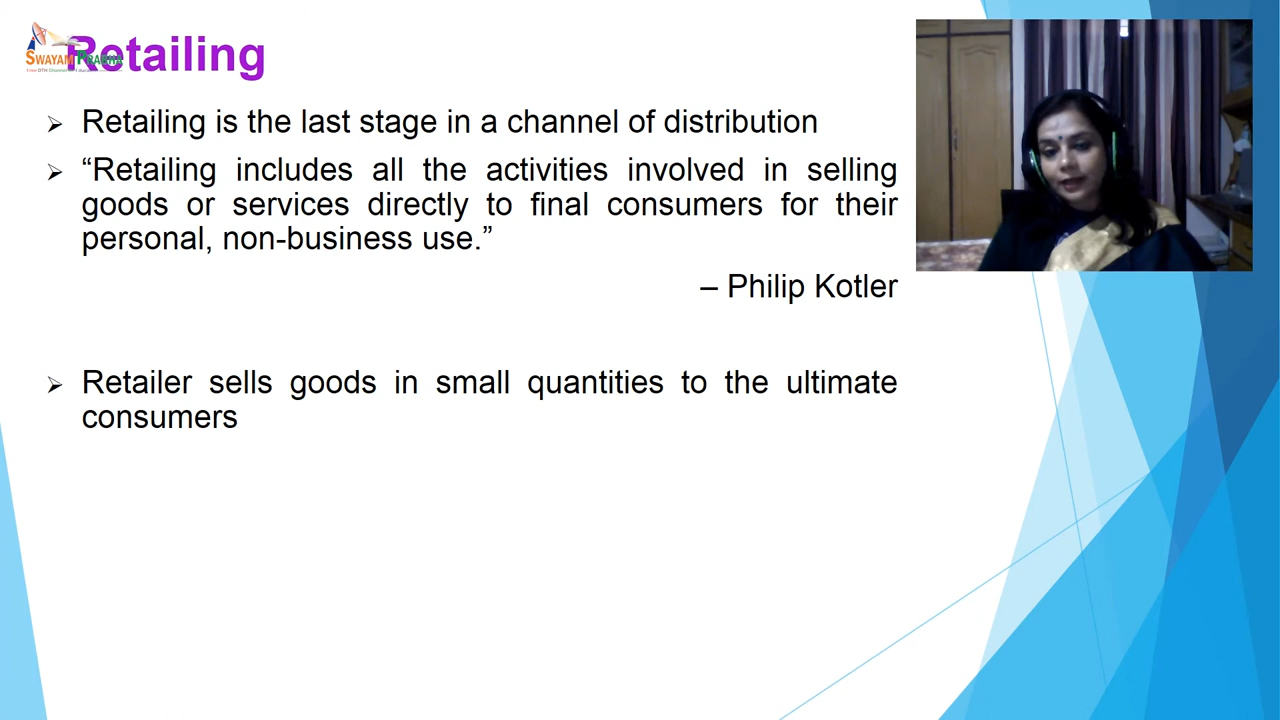 Retailing
SWAYAM PRABHA
➢ Retailing is the last stage in a channel of distribution
➢ “Retailing includes all the activities involved in selling
goods or services directly to final consumers for their
personal, non-business use.”
– Philip Kotler
➢ Retailer sells goods in small quantities to the ultimate
consumers